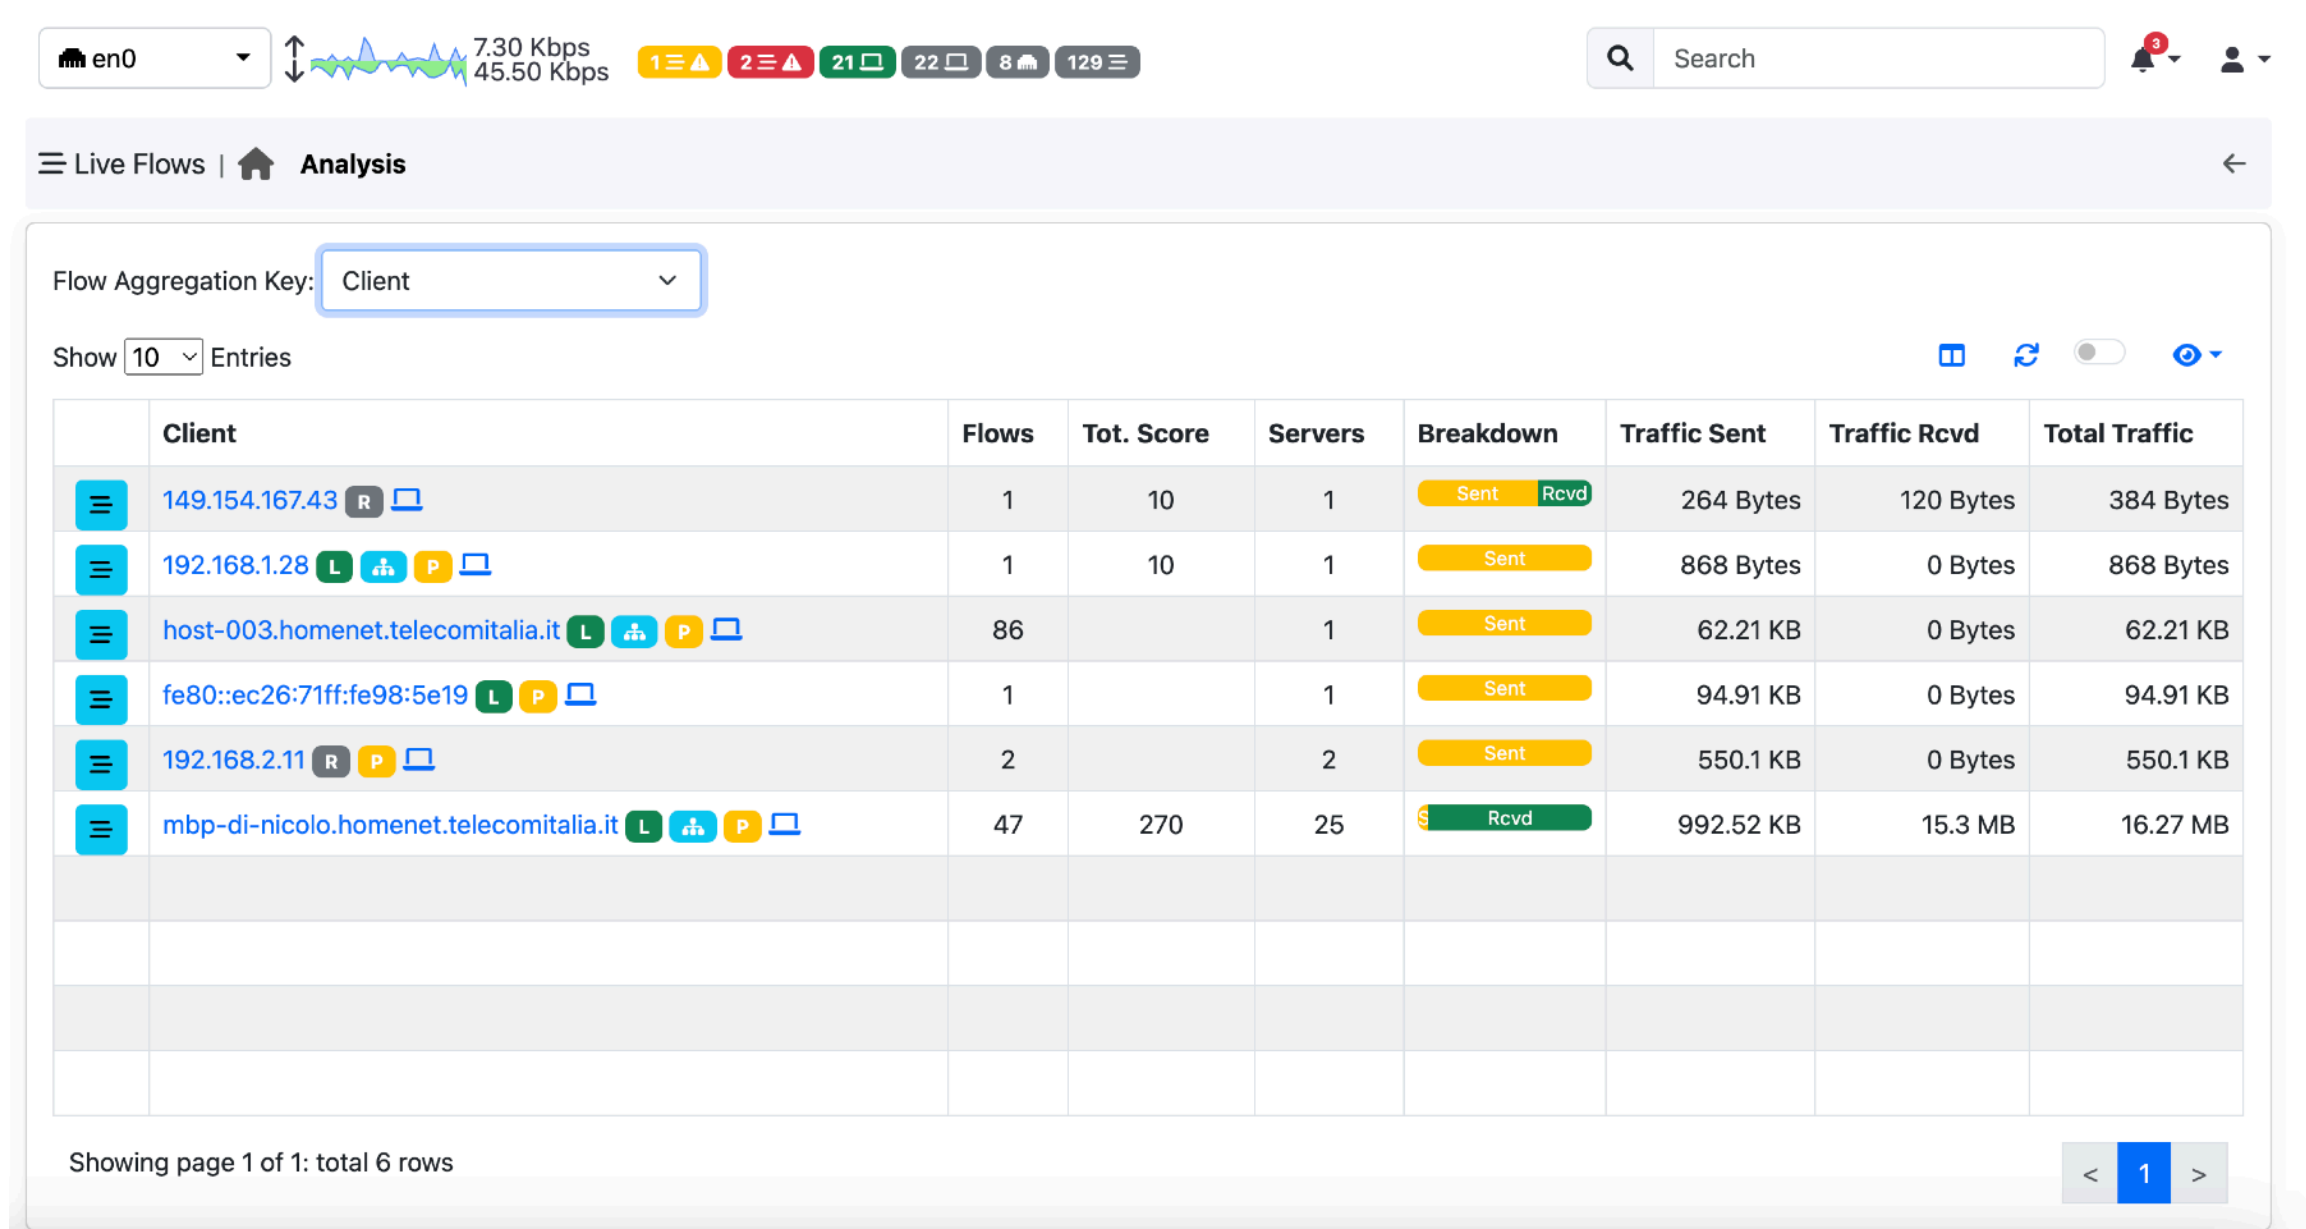 en0 7.30 Kbps
45.50 Kbps
1 2 21 22 8 129 Search 3
Live Flows | Analysis
Flow Aggregation Key: Client
Show 10 Entries
Client Flows Tot. Score Servers Breakdown Traffic Sent Traffic Rcvd Total Traffic
149.154.167.43 R 1 10 1 Sent Rcvd 264 Bytes 120 Bytes 384 Bytes
192.168.1.28 L P 1 10 1 Sent 868 Bytes 0 Bytes 868 Bytes
host-003.homenet.telecomitalia.it L P 86 1 Sent 62.21 KB 0 Bytes 62.21 KB
fe80::ec26:71ff:fe98:5e19 L P 1 1 Sent 94.91 KB 0 Bytes 94.91 KB
192.168.2.11 R P 2 2 Sent 550.1 KB 0 Bytes 550.1 KB
mbp-di-nicolo.homenet.telecomitalia.it L P 47 270 25 S Rcvd 992.52 KB 15.3 MB 16.27 MB
Showing page 1 of 1: total 6 rows
< 1 >